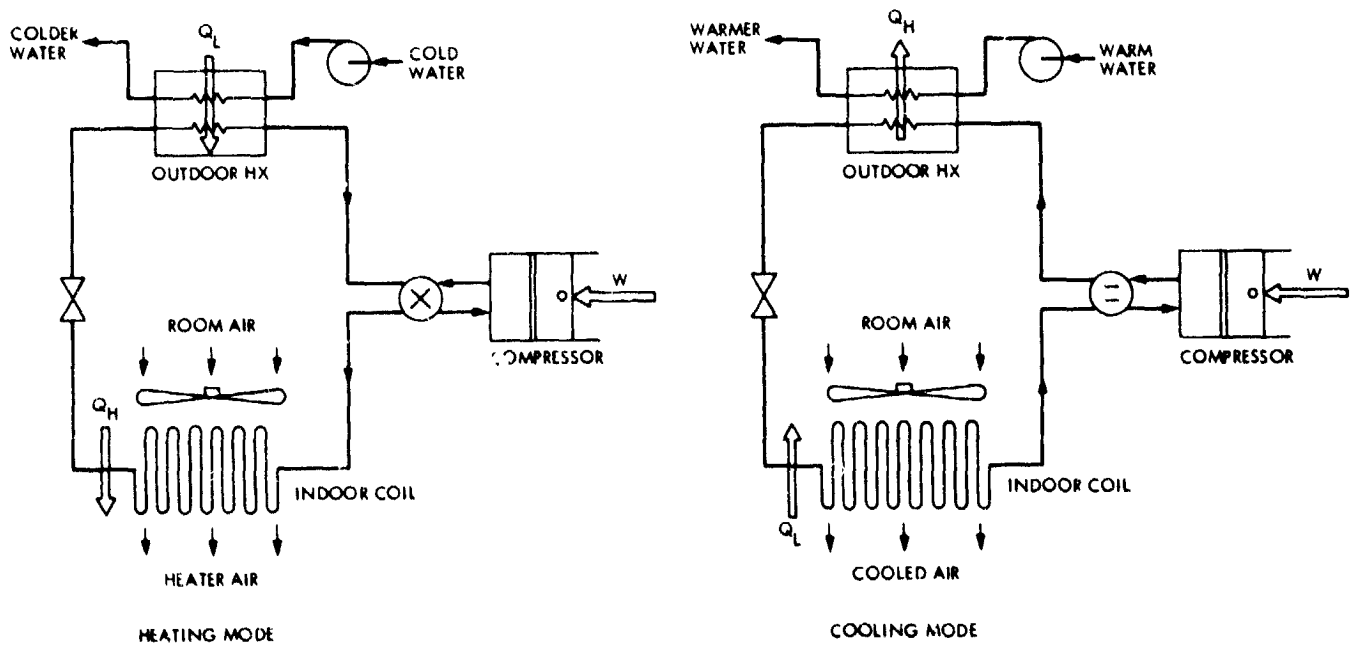 COLDER
WATER
Q_L
COLD
WATER
OUTDOOR HX
W
ROOM AIR
COMPRESSOR
Q_H
INDOOR COIL
HEATER AIR
HEATING MODE
WARMER
WATER
Q_H
WARM
WATER
OUTDOOR HX
W
ROOM AIR
COMPRESSOR
INDOOR COIL
Q_L
COOLED AIR
COOLING MODE